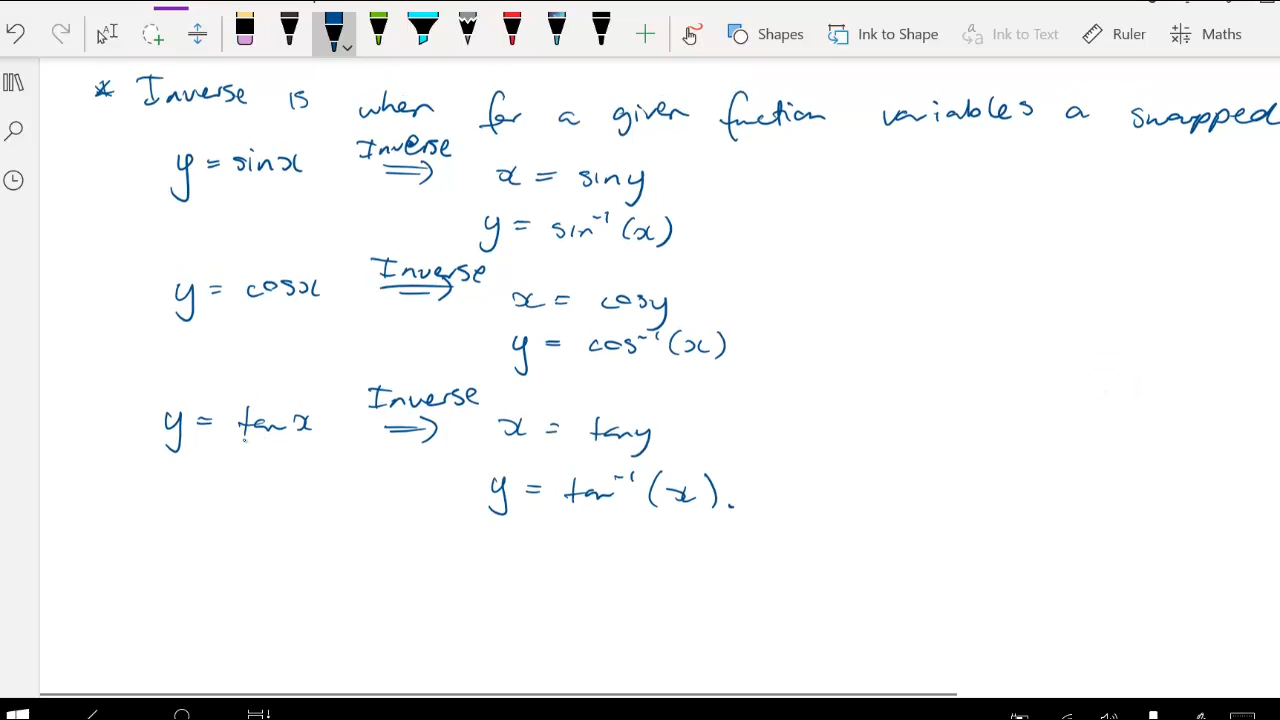 Shapes Ink to Shape Ink to Text Ruler Maths
* Inverse is when for a given function variables a swapped
y = sinx Inverse ⇒ x = siny
y = sin⁻¹(x)
y = cosx Inverse ⇒ x = cosy
y = cos⁻¹(x)
y = tanx Inverse ⇒ x = tany
y = tan⁻¹(x).